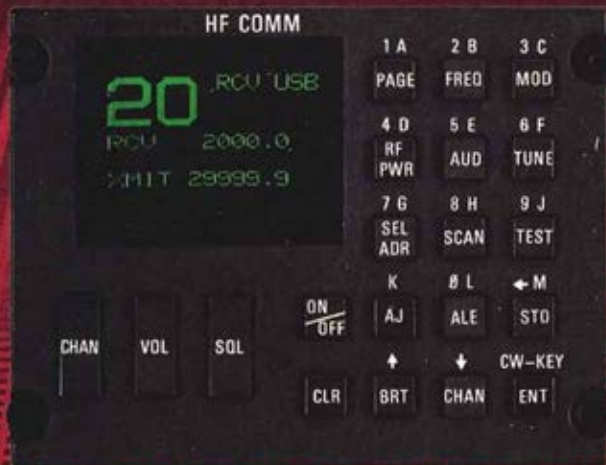 HF COMM
20 RCV USB
RCV 2000.0
XMIT 29999.9
1 A 2 B 3 C
PAGE FREQ MOD
4 D 5 E 6 F
RF PWR AUD TUNE
7 G 8 H 9 J
SEL ADR SCAN TEST
K Ø L ← M
ON/OFF AJ ALE STO
CHAN VOL SQL
↑ ↓ CW-KEY
CLR BRT CHAN ENT